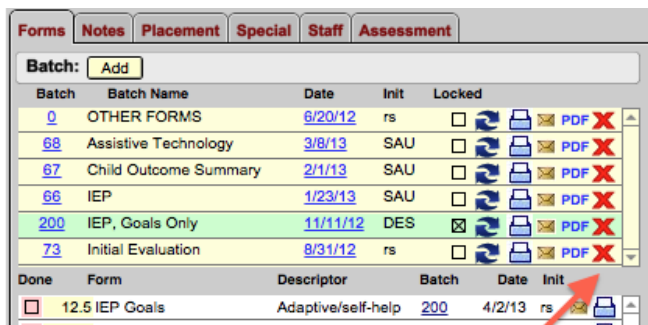 Forms Notes Placement Special Staff Assessment
Batch: Add
Batch Batch Name Date Init Locked
0 OTHER FORMS 6/20/12 rs PDF
68 Assistive Technology 3/8/13 SAU PDF
67 Child Outcome Summary 2/1/13 SAU PDF
66 IEP 1/23/13 SAU PDF
200 IEP, Goals Only 11/11/12 DES PDF
73 Initial Evaluation 8/31/12 rs PDF
Done Form Descriptor Batch Date Init
12.5 IEP Goals Adaptive/self-help 200 4/2/13 rs